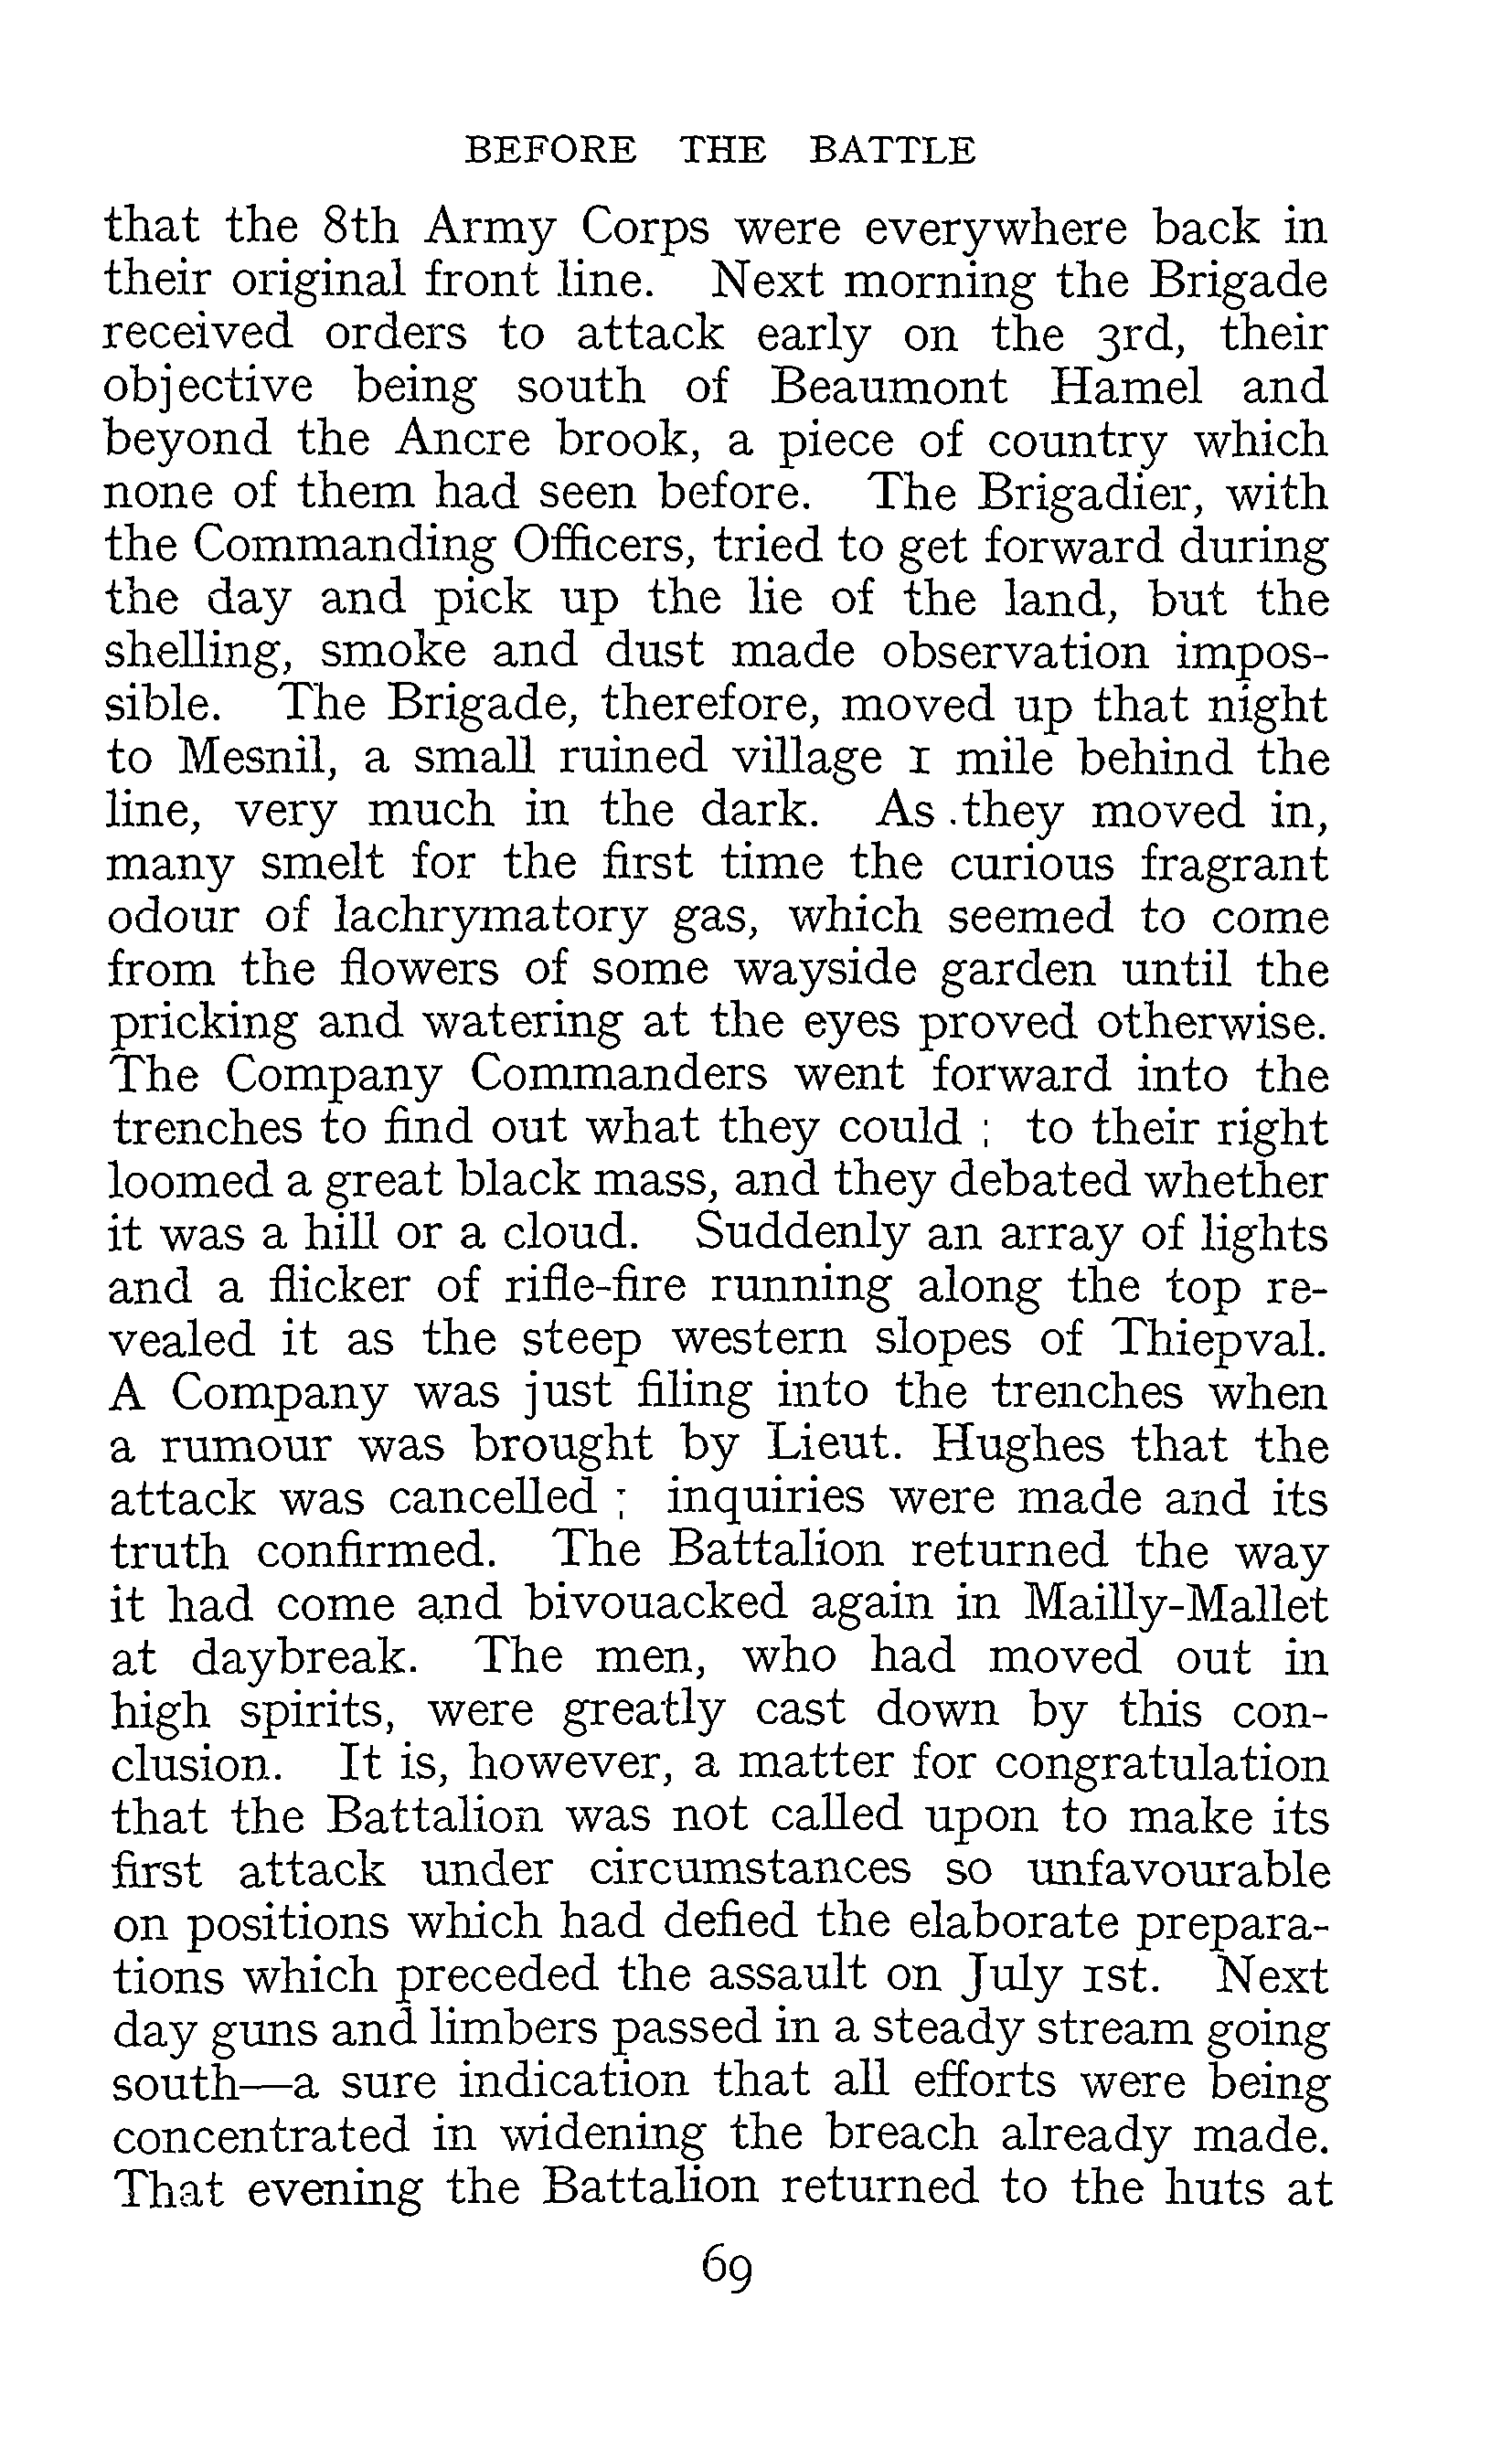 BEFORE THE BATTLE
that the 8th Army Corps were everywhere back in
their original front line. Next morning the Brigade
received orders to attack early on the 3rd, their
objective being south of Beaumont Hamel and
beyond the Ancre brook, a piece of country which
none of them had seen before. The Brigadier, with
the Commanding Officers, tried to get forward during
the day and pick up the lie of the land, but the
shelling, smoke and dust made observation impos-
sible. The Brigade, therefore, moved up that night
to Mesnil, a small ruined village 1 mile behind the
line, very much in the dark. As they moved in,
many smelt for the first time the curious fragrant
odour of lachrymatory gas, which seemed to come
from the flowers of some wayside garden until the
pricking and watering at the eyes proved otherwise.
The Company Commanders went forward into the
trenches to find out what they could ; to their right
loomed a great black mass, and they debated whether
it was a hill or a cloud. Suddenly an array of lights
and a flicker of rifle-fire running along the top re-
vealed it as the steep western slopes of Thiepval.
A Company was just filing into the trenches when
a rumour was brought by Lieut. Hughes that the
attack was cancelled ; inquiries were made and its
truth confirmed. The Battalion returned the way
it had come and bivouacked again in Mailly-Mallet
at daybreak. The men, who had moved out in
high spirits, were greatly cast down by this con-
clusion. It is, however, a matter for congratulation
that the Battalion was not called upon to make its
first attack under circumstances so unfavourable
on positions which had defied the elaborate prepara-
tions which preceded the assault on July 1st. Next
day guns and limbers passed in a steady stream going
south—a sure indication that all efforts were being
concentrated in widening the breach already made.
That evening the Battalion returned to the huts at
69